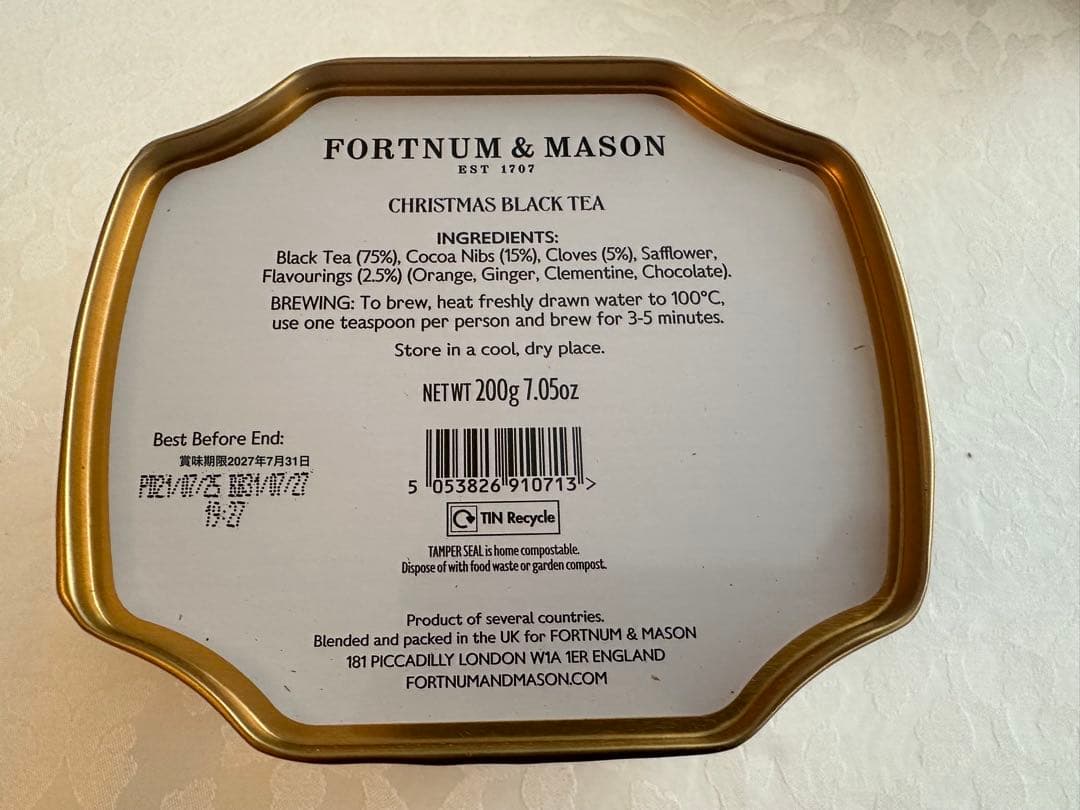 FORTNUM & MASON
EST 1707
CHRISTMAS BLACK TEA
INGREDIENTS:
Black Tea (75%), Cocoa Nibs (15%), Cloves (5%), Safflower,
Flavourings (2.5%) (Orange, Ginger, Clementine, Chocolate).
BREWING: To brew, heat freshly drawn water to 100°C,
use one teaspoon per person and brew for 3-5 minutes.
Store in a cool, dry place.
NET WT 200g 7.05oz
Best Before End:
賞味期限2027年7月31日
PD21/07/25 BB31/07/27
19:27
5 053826 910713 >
TIN Recycle
TAMPER SEAL is home compostable.
Dispose of with food waste or garden compost.
Product of several countries.
Blended and packed in the UK for FORTNUM & MASON
181 PICCADILLY LONDON W1A 1ER ENGLAND
FORTNUMANDMASON.COM